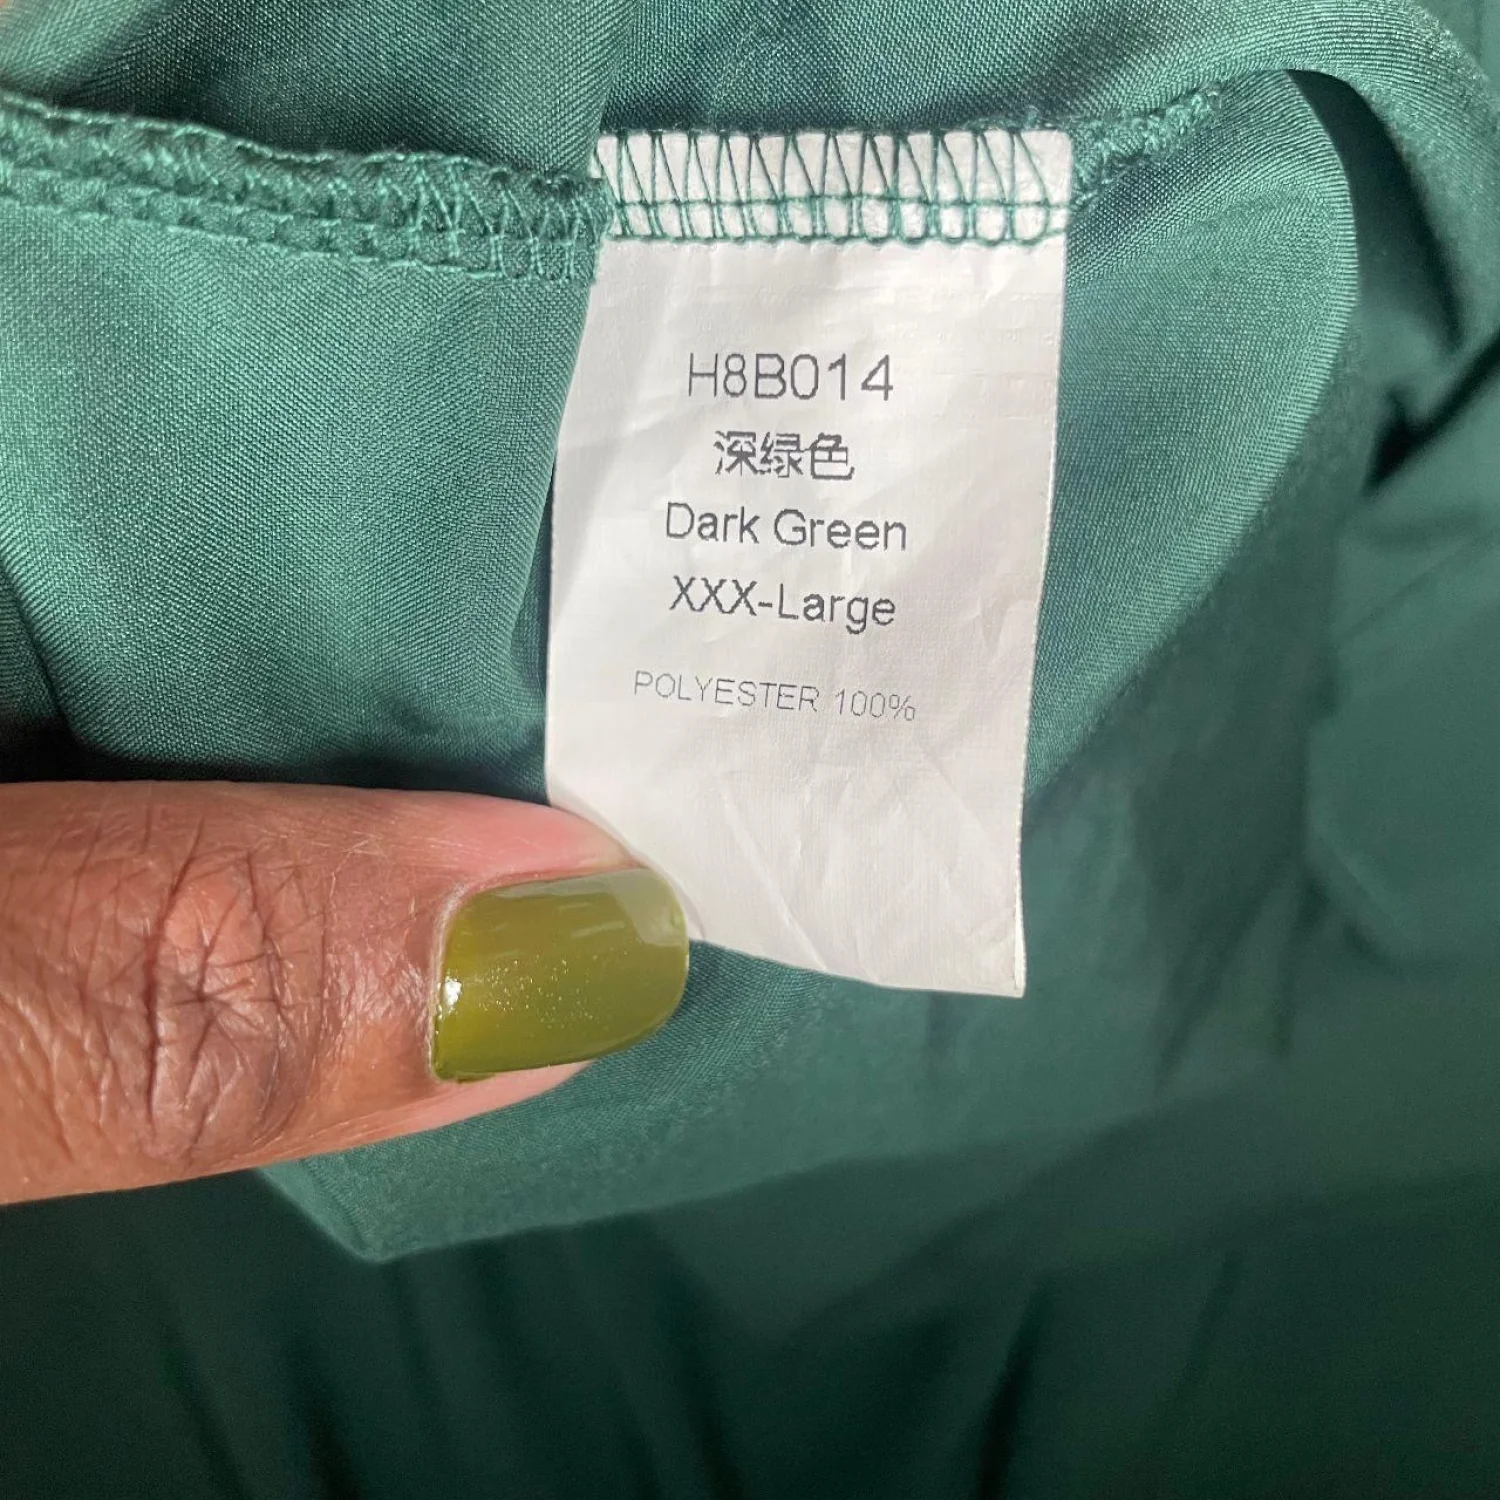 H8B014
深绿色
Dark Green
XXX-Large
POLYESTER 100%